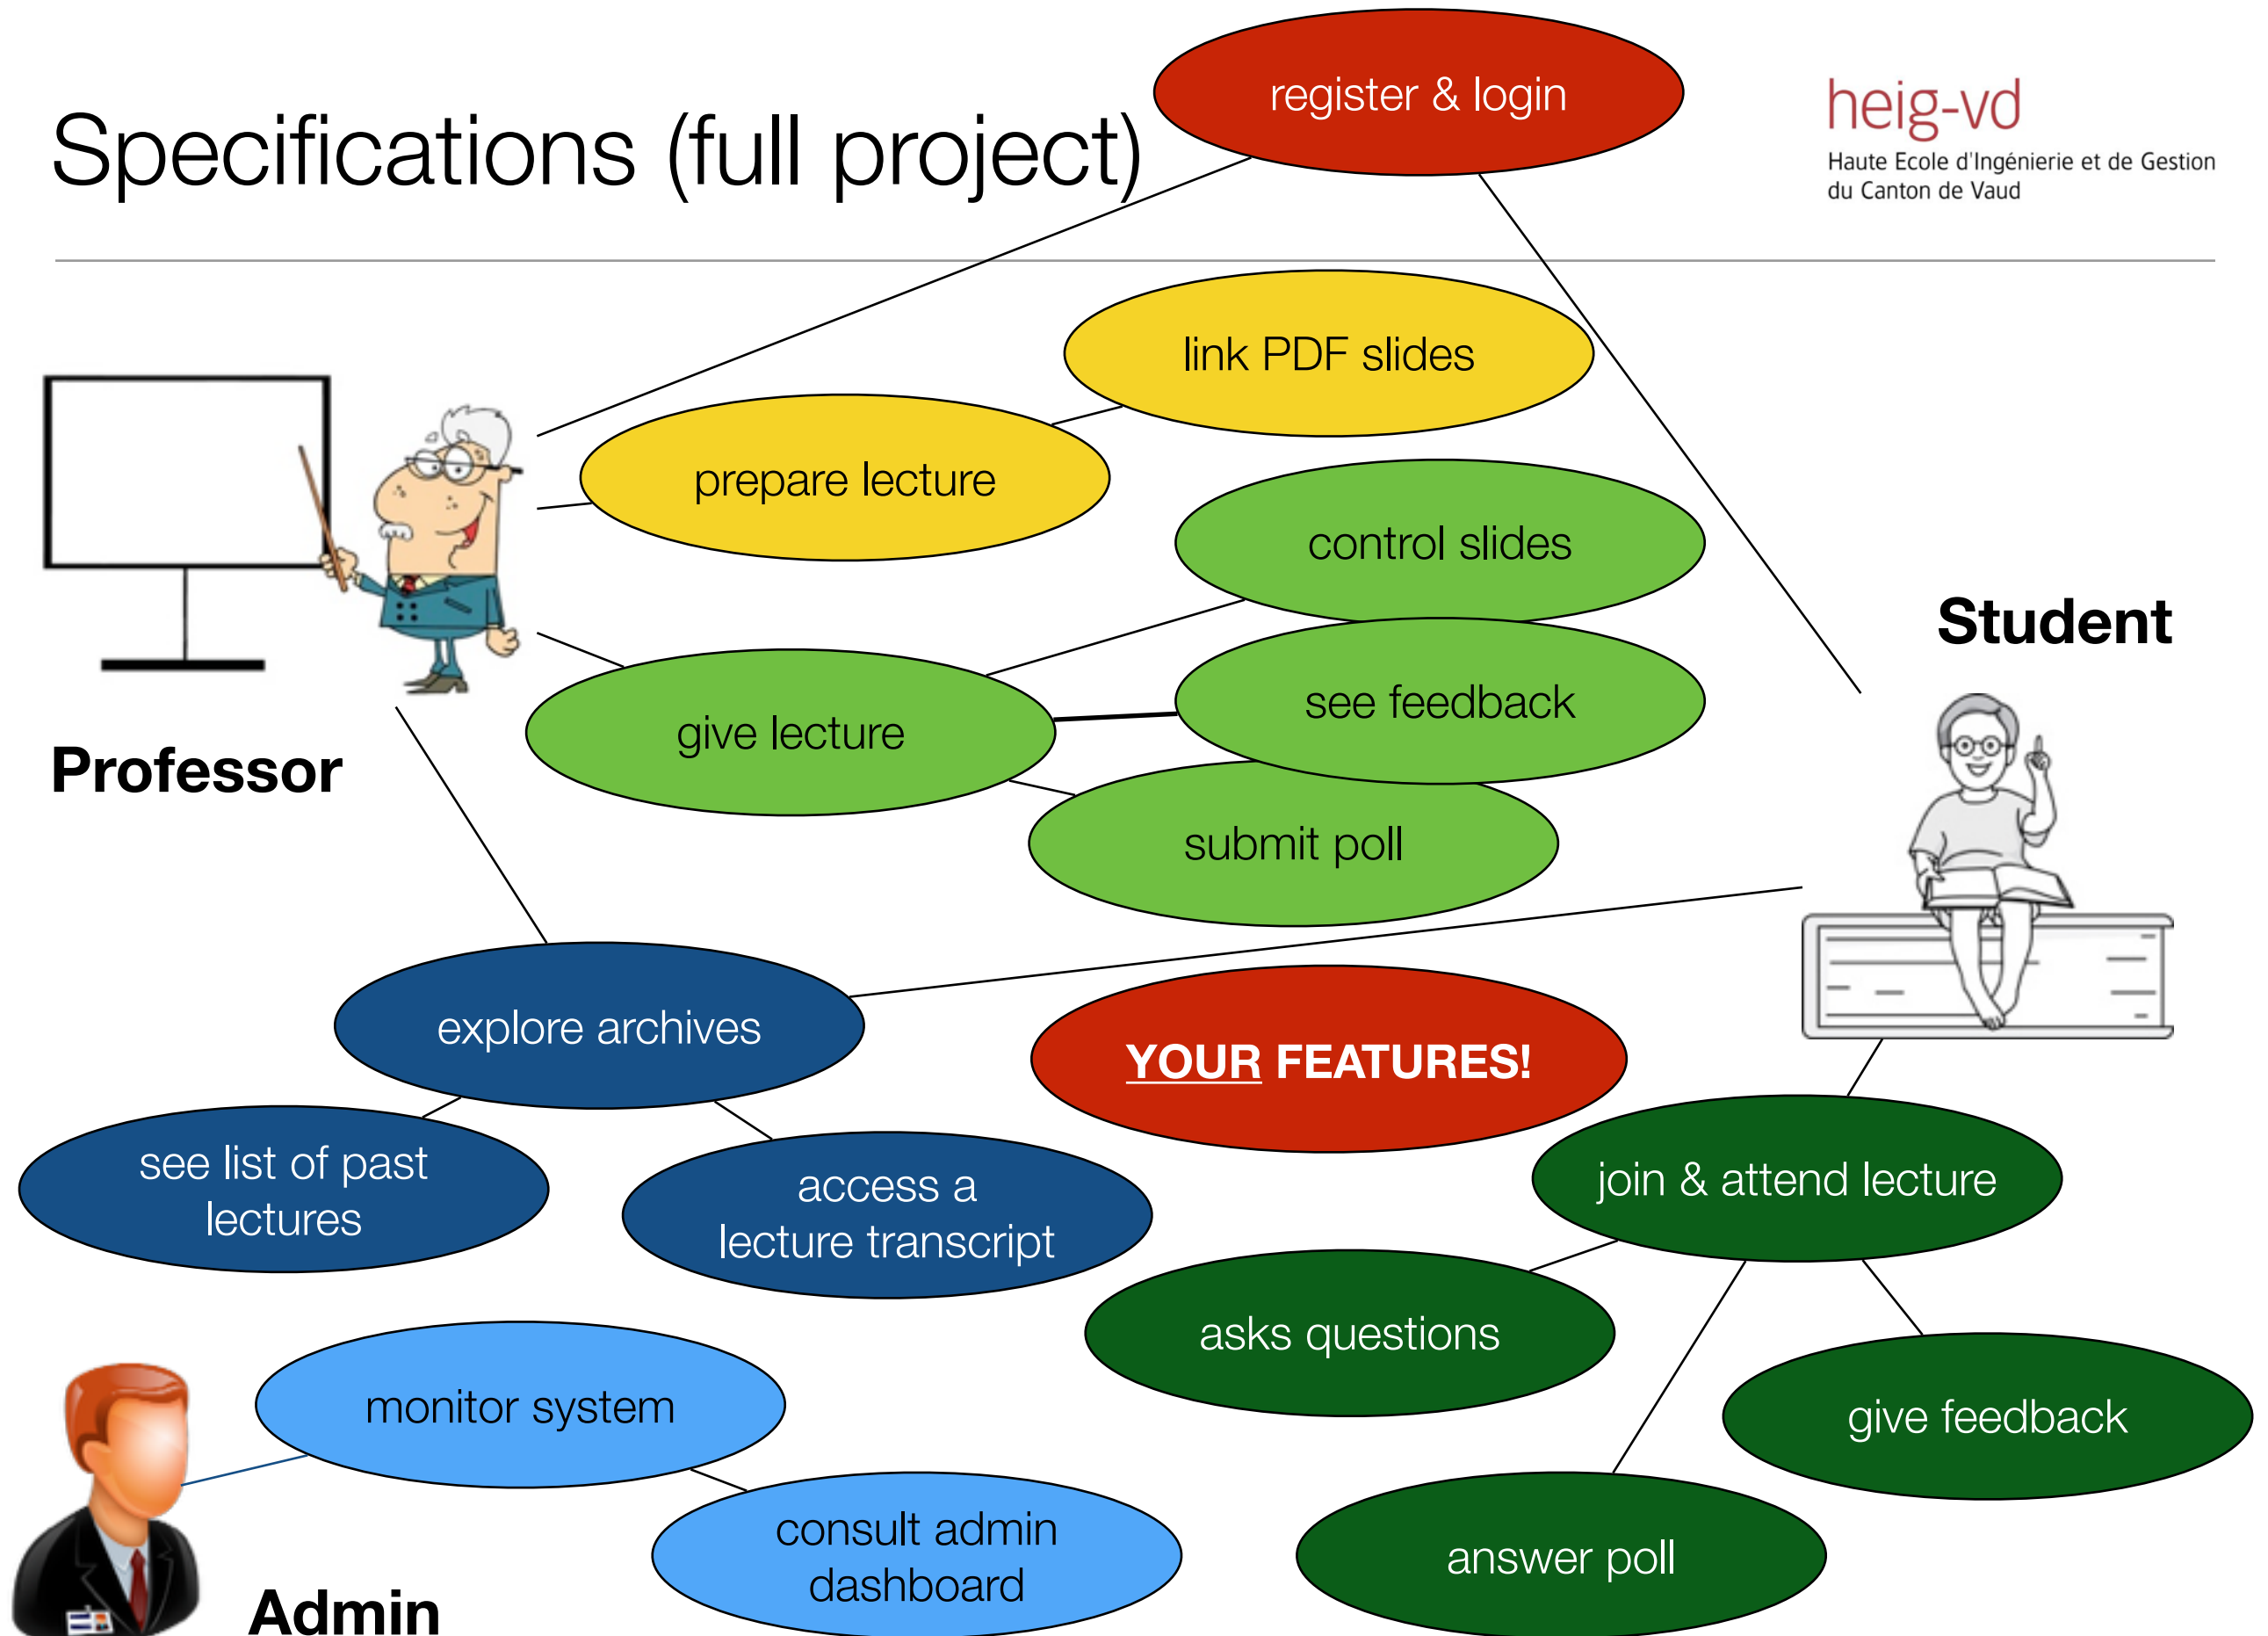 Specifications (full project)
register & login
heig-vd
Haute Ecole d'Ingénierie et de Gestion
du Canton de Vaud
link PDF slides
prepare lecture
control slides
Student
see feedback
give lecture
Professor
submit poll
explore archives
YOUR FEATURES!
see list of past
lectures
access a
lecture transcript
join & attend lecture
asks questions
monitor system
give feedback
consult admin
dashboard
answer poll
Admin